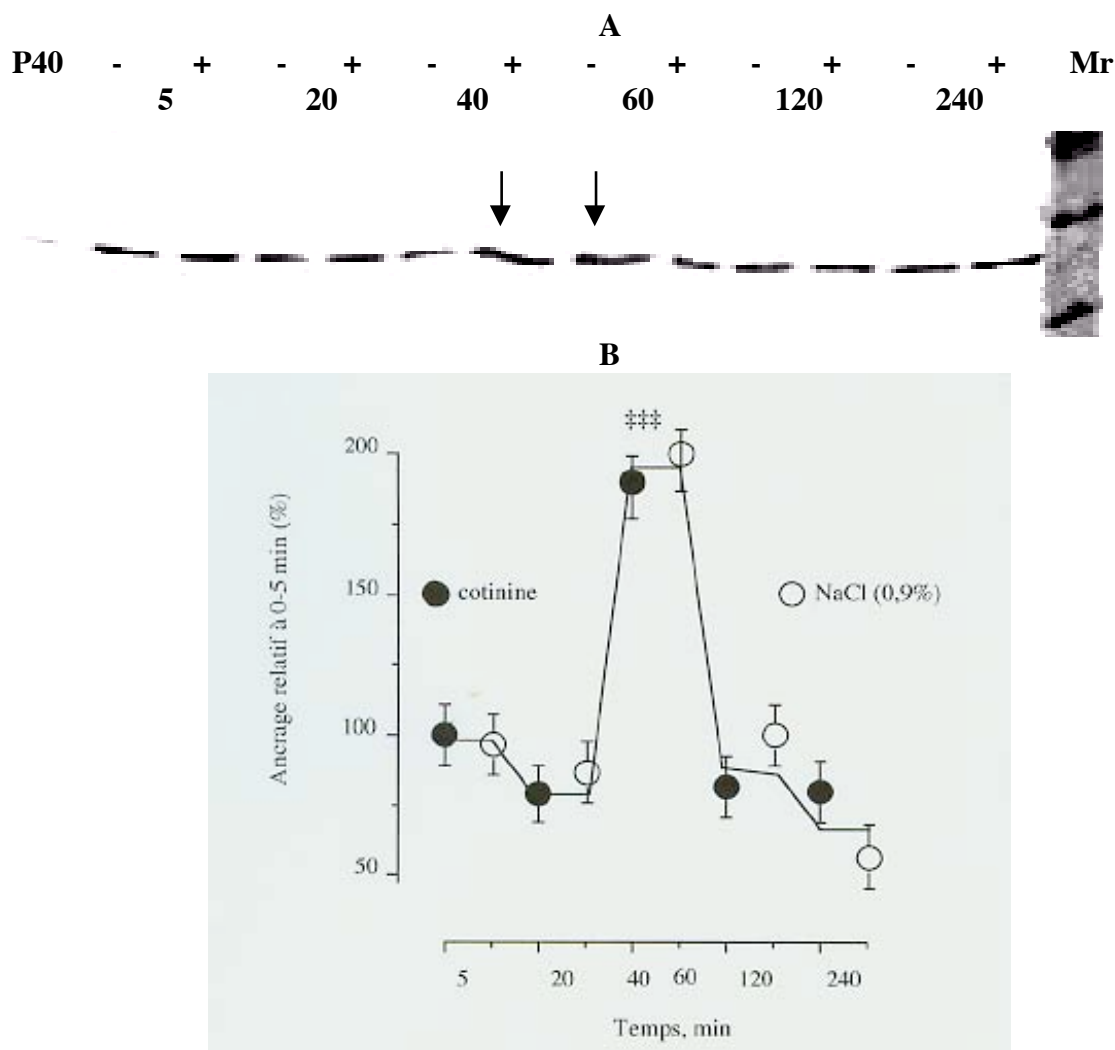 A
P40 - + - + - + - + - + - + Mr
5 20 40 60 120 240
B
‡‡‡
200
150
100
50
Ancrage relatif à 0-5 min (%)
cotinine
NaCl (0,9%)
5 20 40 60 120 240
Temps, min